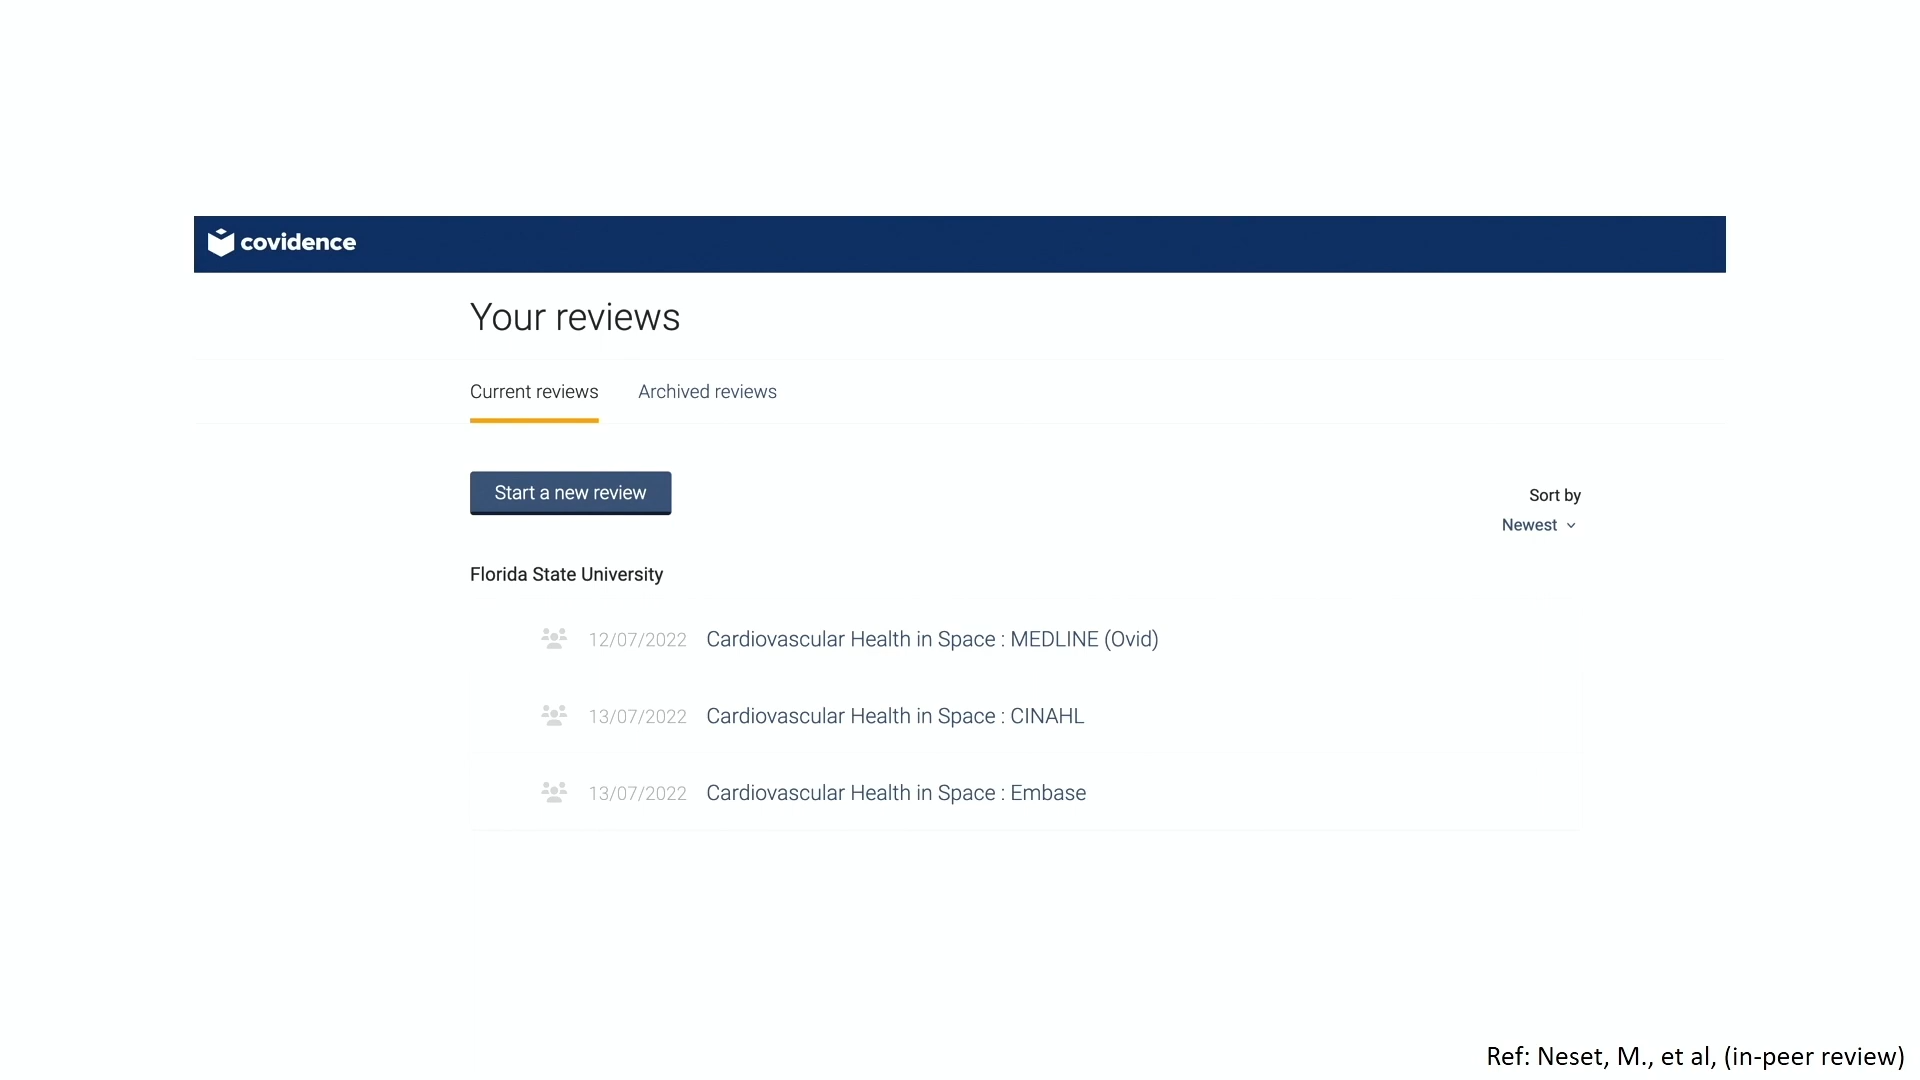 covidence
Your reviews
Current reviews Archived reviews
Start a new review
Sort by
Newest
Florida State University
12/07/2022 Cardiovascular Health in Space : MEDLINE (Ovid)
13/07/2022 Cardiovascular Health in Space : CINAHL
13/07/2022 Cardiovascular Health in Space : Embase
Ref: Neset, M., et al, (in-peer review)